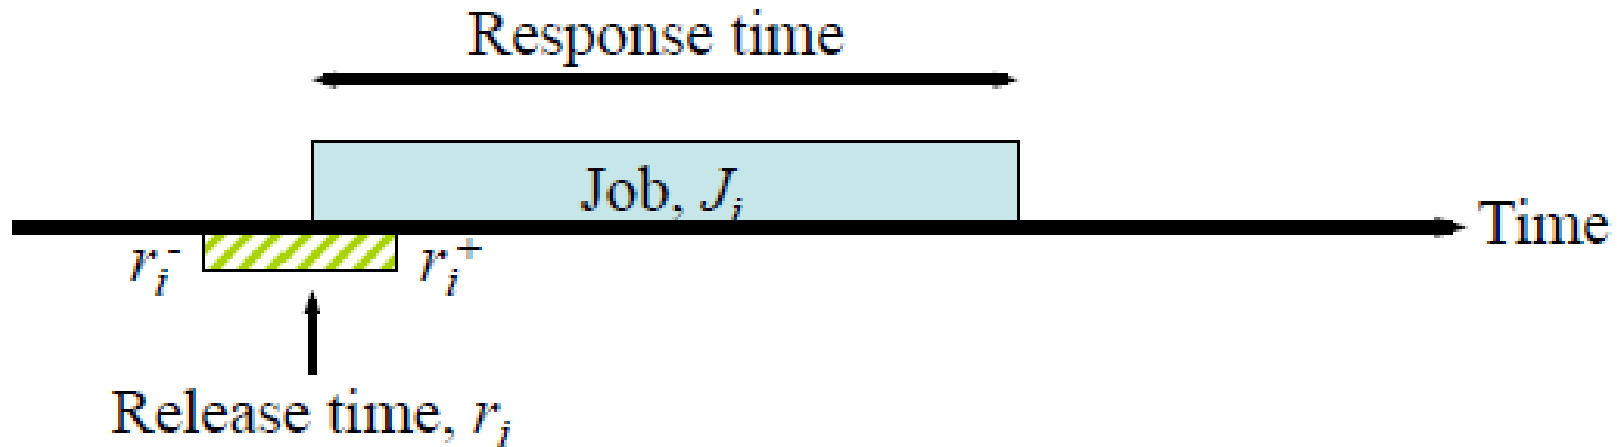 Response time
Job, Jᵢ
Time
rᵢ⁻
rᵢ⁺
Release time, rᵢ